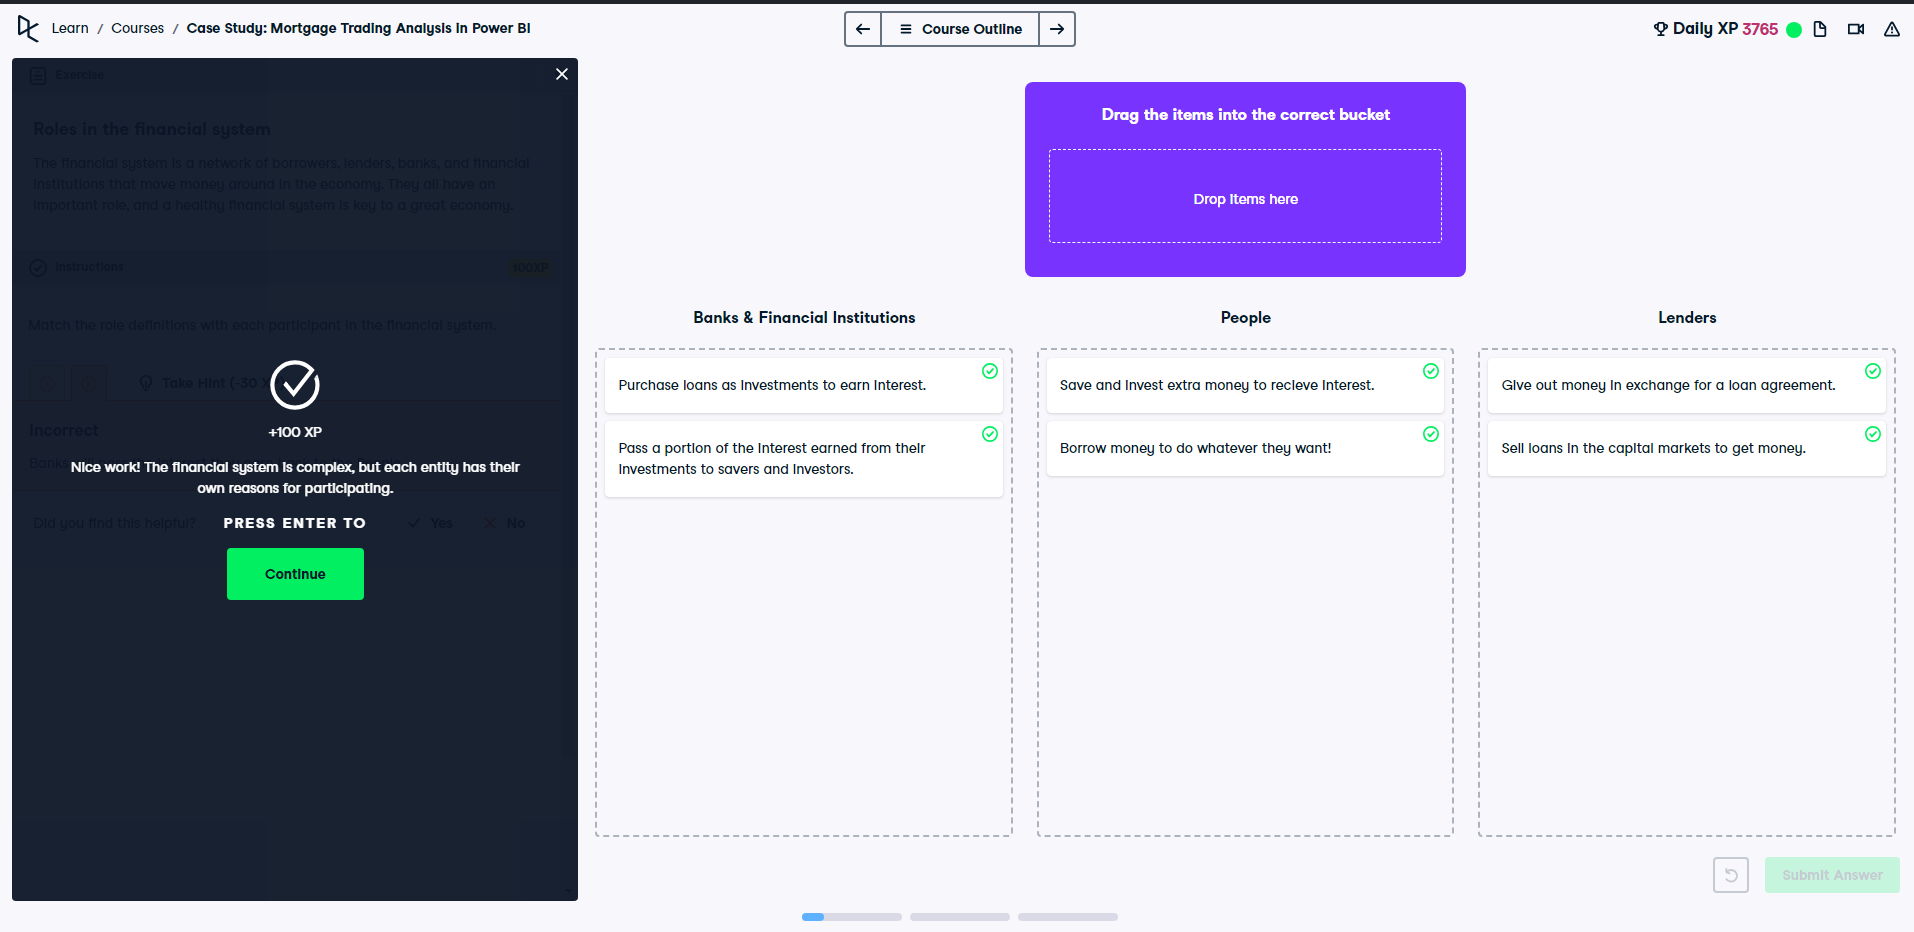 Learn / Courses / Case Study: Mortgage Trading Analysis in Power BI
Course Outline
Daily XP 3765
Exercise
Roles in the financial system
The financial system is a network of borrowers, lenders, banks, and financial
institutions that move money around in the economy. They all have an
important role, and a healthy financial system is key to a great economy.
Instructions
100XP
Match the role definitions with each participant in the financial system.
Take Hint (-30 X
Incorrect
+100 XP
Banks
Nice work! The financial system is complex, but each entity has their
own reasons for participating.
Did you find this helpful?
PRESS ENTER TO
Yes
No
Continue
Drag the items into the correct bucket
Drop items here
Banks & Financial Institutions
Purchase loans as investments to earn interest.
Pass a portion of the interest earned from their
investments to savers and investors.
People
Save and invest extra money to recieve interest.
Borrow money to do whatever they want!
Lenders
Give out money in exchange for a loan agreement.
Sell loans in the capital markets to get money.
Submit Answer